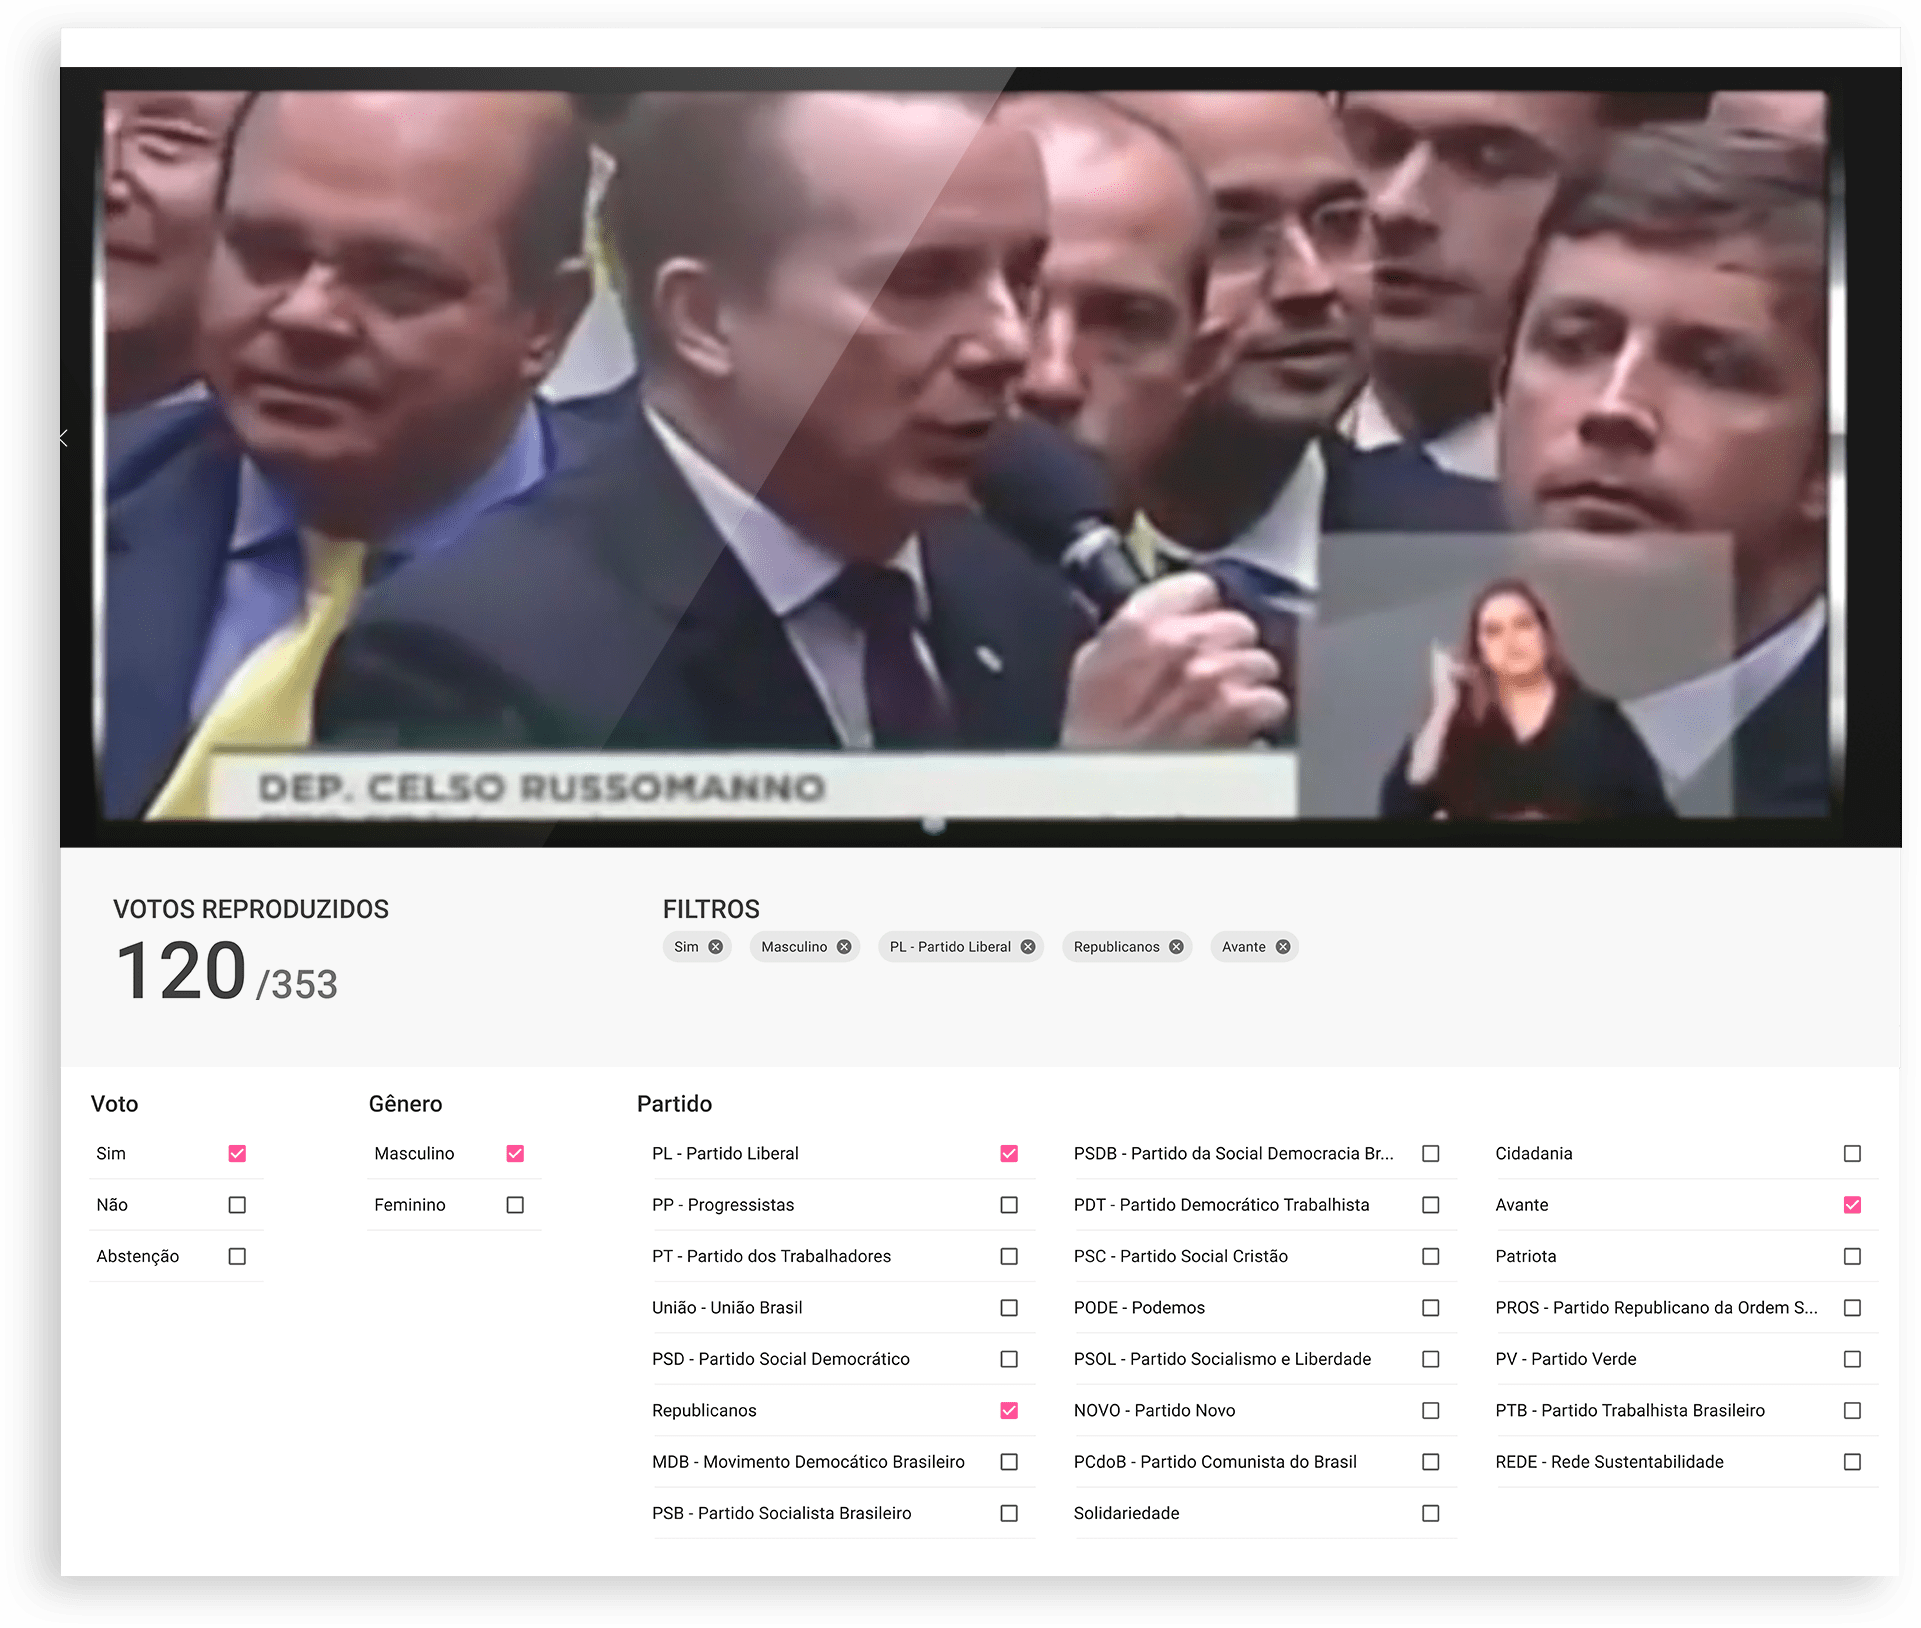 DEP. CELSO RUSSOMANNO
VOTOS REPRODUZIDOS
120 /353
FILTROS
Sim Masculino PL - Partido Liberal Republicanos Avante
Voto
Sim
Não
Abstenção
Gênero
Masculino
Feminino
Partido
PL - Partido Liberal
PP - Progressistas
PT - Partido dos Trabalhadores
União - União Brasil
PSD - Partido Social Democrático
Republicanos
MDB - Movimento Democático Brasileiro
PSB - Partido Socialista Brasileiro
PSDB - Partido da Social Democracia Br...
PDT - Partido Democrático Trabalhista
PSC - Partido Social Cristão
PODE - Podemos
PSOL - Partido Socialismo e Liberdade
NOVO - Partido Novo
PCdoB - Partido Comunista do Brasil
Solidariedade
Cidadania
Avante
Patriota
PROS - Partido Republicano da Ordem S...
PV - Partido Verde
PTB - Partido Trabalhista Brasileiro
REDE - Rede Sustentabilidade